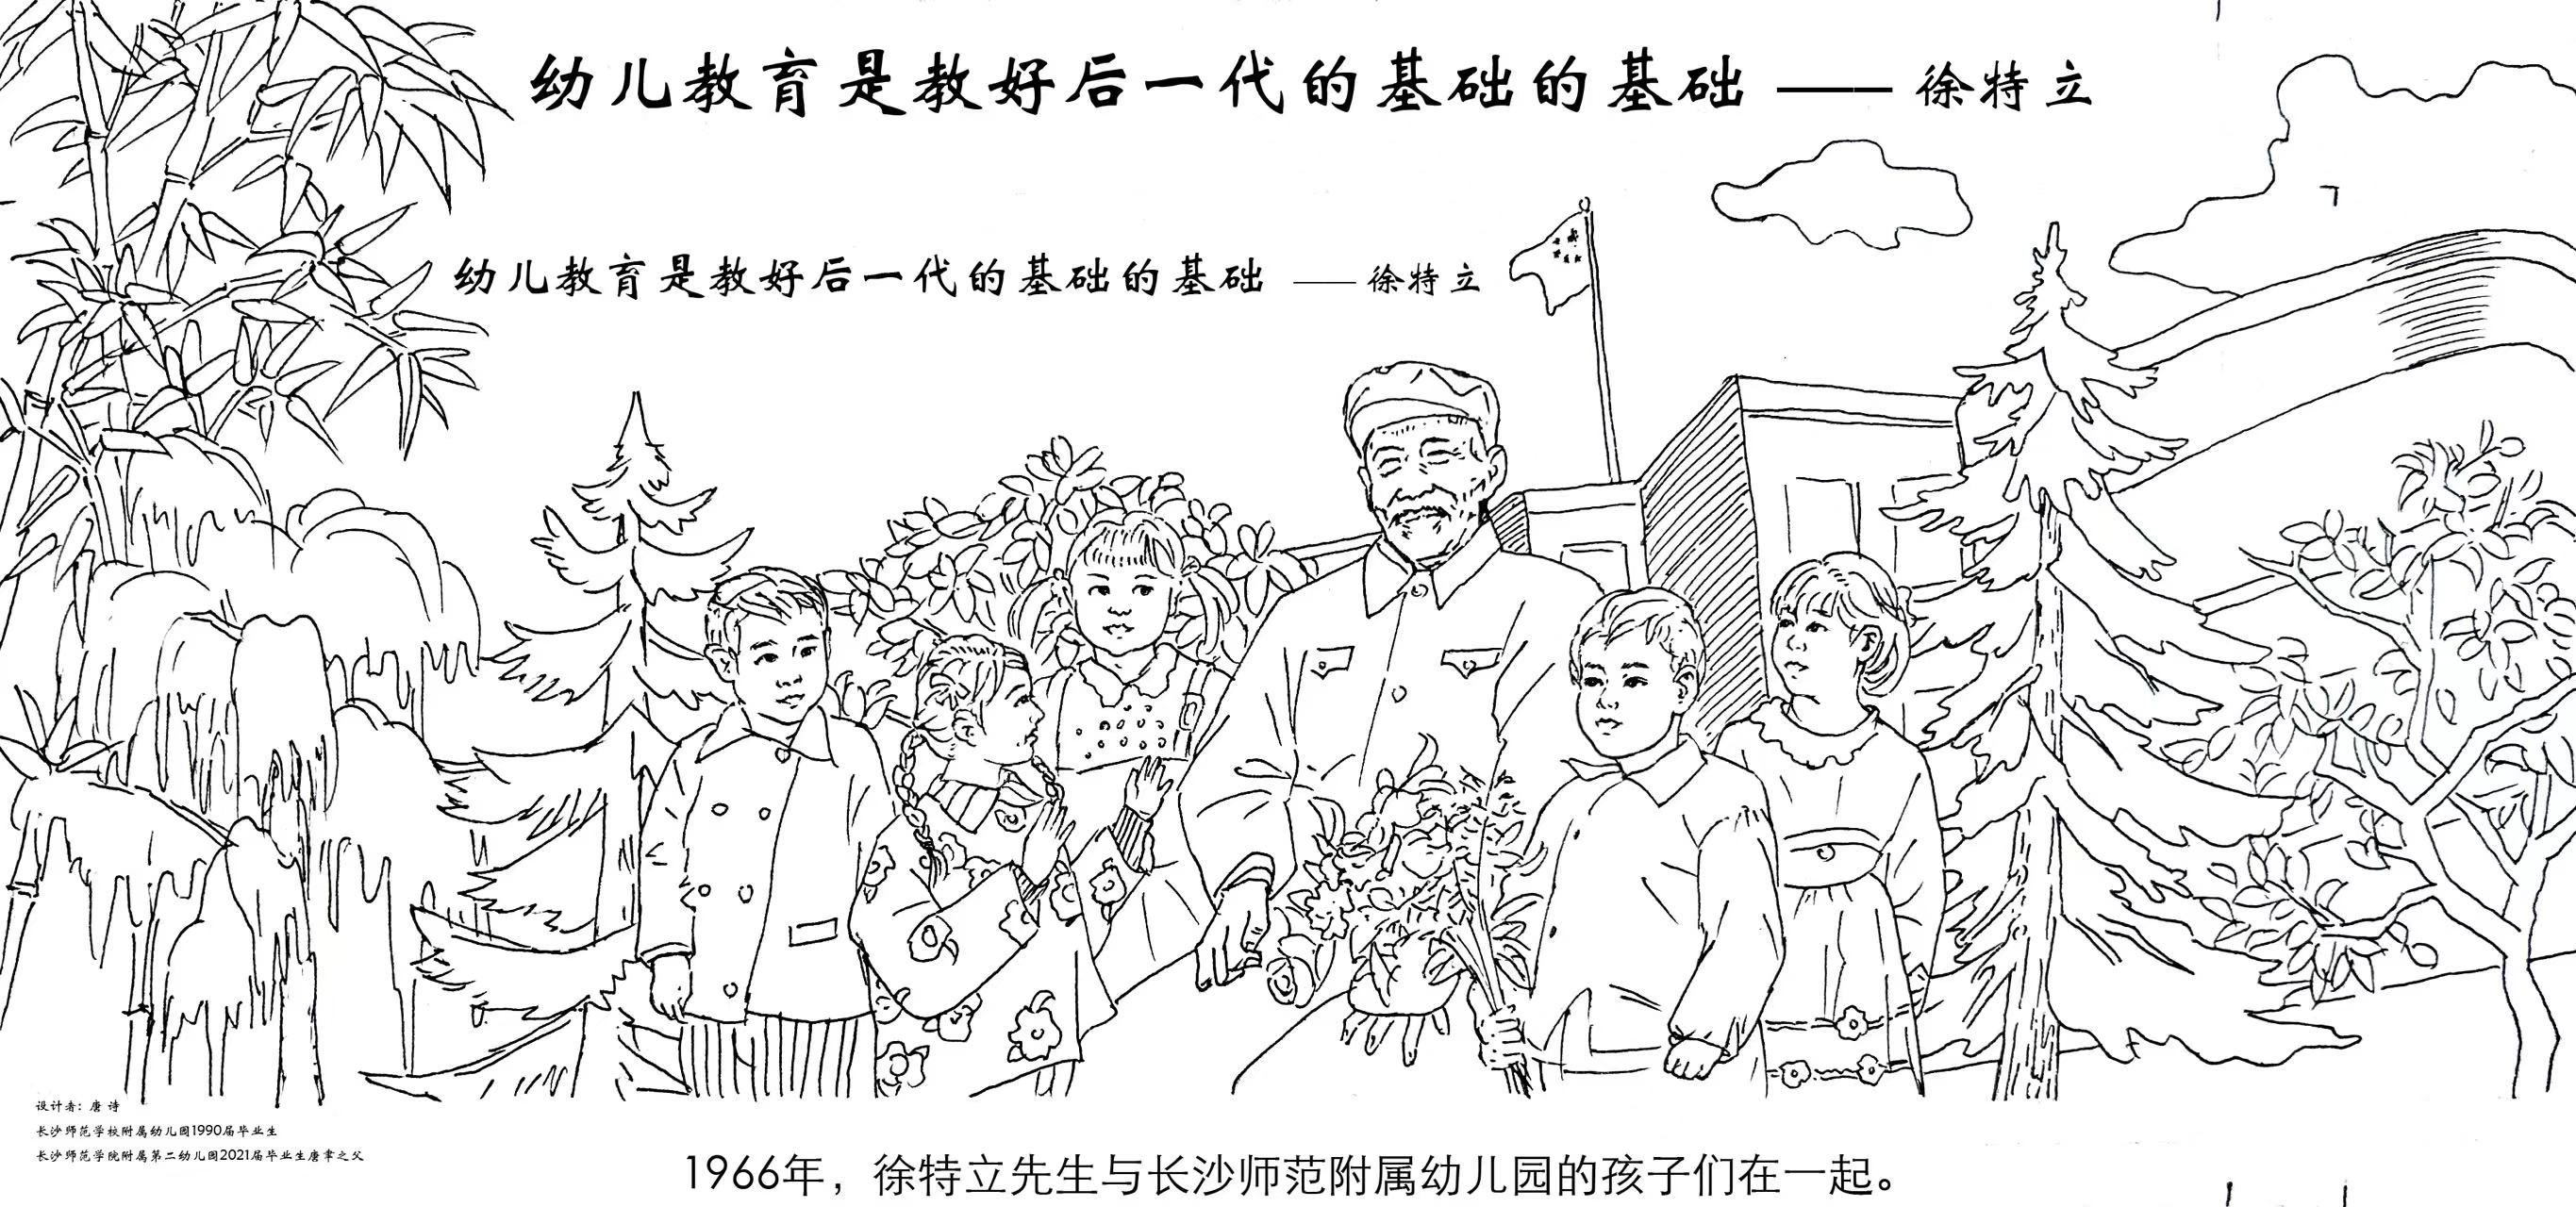 幼儿教育是教好后一代的基础的基础 —— 徐特立
幼儿教育是教好后一代的基础的基础 —— 徐特立
设计者：唐 诗
长沙师范学校附属幼儿园1990届毕业生
长沙师范学院附属第二幼儿园2021届毕业生唐聿之父
1966年，徐特立先生与长沙师范附属幼儿园的孩子们在一起。